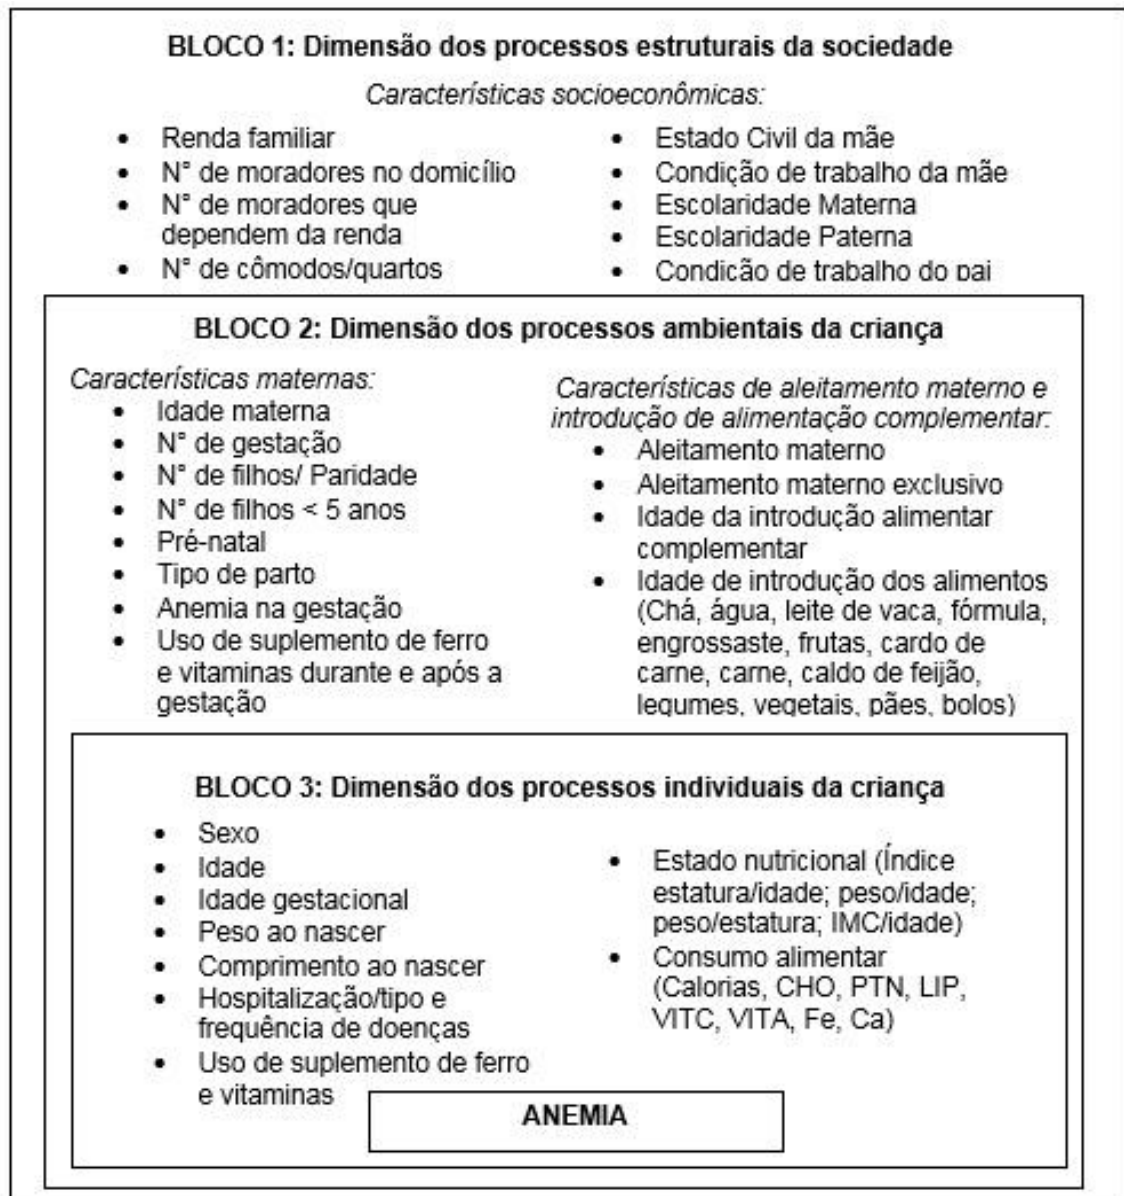 BLOCO 1: Dimensão dos processos estruturais da sociedade
Características socioeconômicas:
• Renda familiar
• N° de moradores no domicílio
• N° de moradores que
dependem da renda
• N° de cômodos/quartos
• Estado Civil da mãe
• Condição de trabalho da mãe
• Escolaridade Materna
• Escolaridade Paterna
• Condição de trabalho do pai
BLOCO 2: Dimensão dos processos ambientais da criança
Características maternas:
• Idade materna
• N° de gestação
• N° de filhos/ Paridade
• N° de filhos < 5 anos
• Pré-natal
• Tipo de parto
• Anemia na gestação
• Uso de suplemento de ferro
e vitaminas durante e após a
gestação
Características de aleitamento materno e
introdução de alimentação complementar:
• Aleitamento materno
• Aleitamento materno exclusivo
• Idade da introdução alimentar
complementar
• Idade de introdução dos alimentos
(Chá, água, leite de vaca, fórmula,
engrossaste, frutas, cardo de
carne, carne, caldo de feijão,
legumes, vegetais, pães, bolos)
BLOCO 3: Dimensão dos processos individuais da criança
• Sexo
• Idade
• Idade gestacional
• Peso ao nascer
• Comprimento ao nascer
• Hospitalização/tipo e
frequência de doenças
• Uso de suplemento de ferro
e vitaminas
• Estado nutricional (Índice
estatura/idade; peso/idade;
peso/estatura; IMC/idade)
• Consumo alimentar
(Calorias, CHO, PTN, LIP,
VITC, VITA, Fe, Ca)
ANEMIA